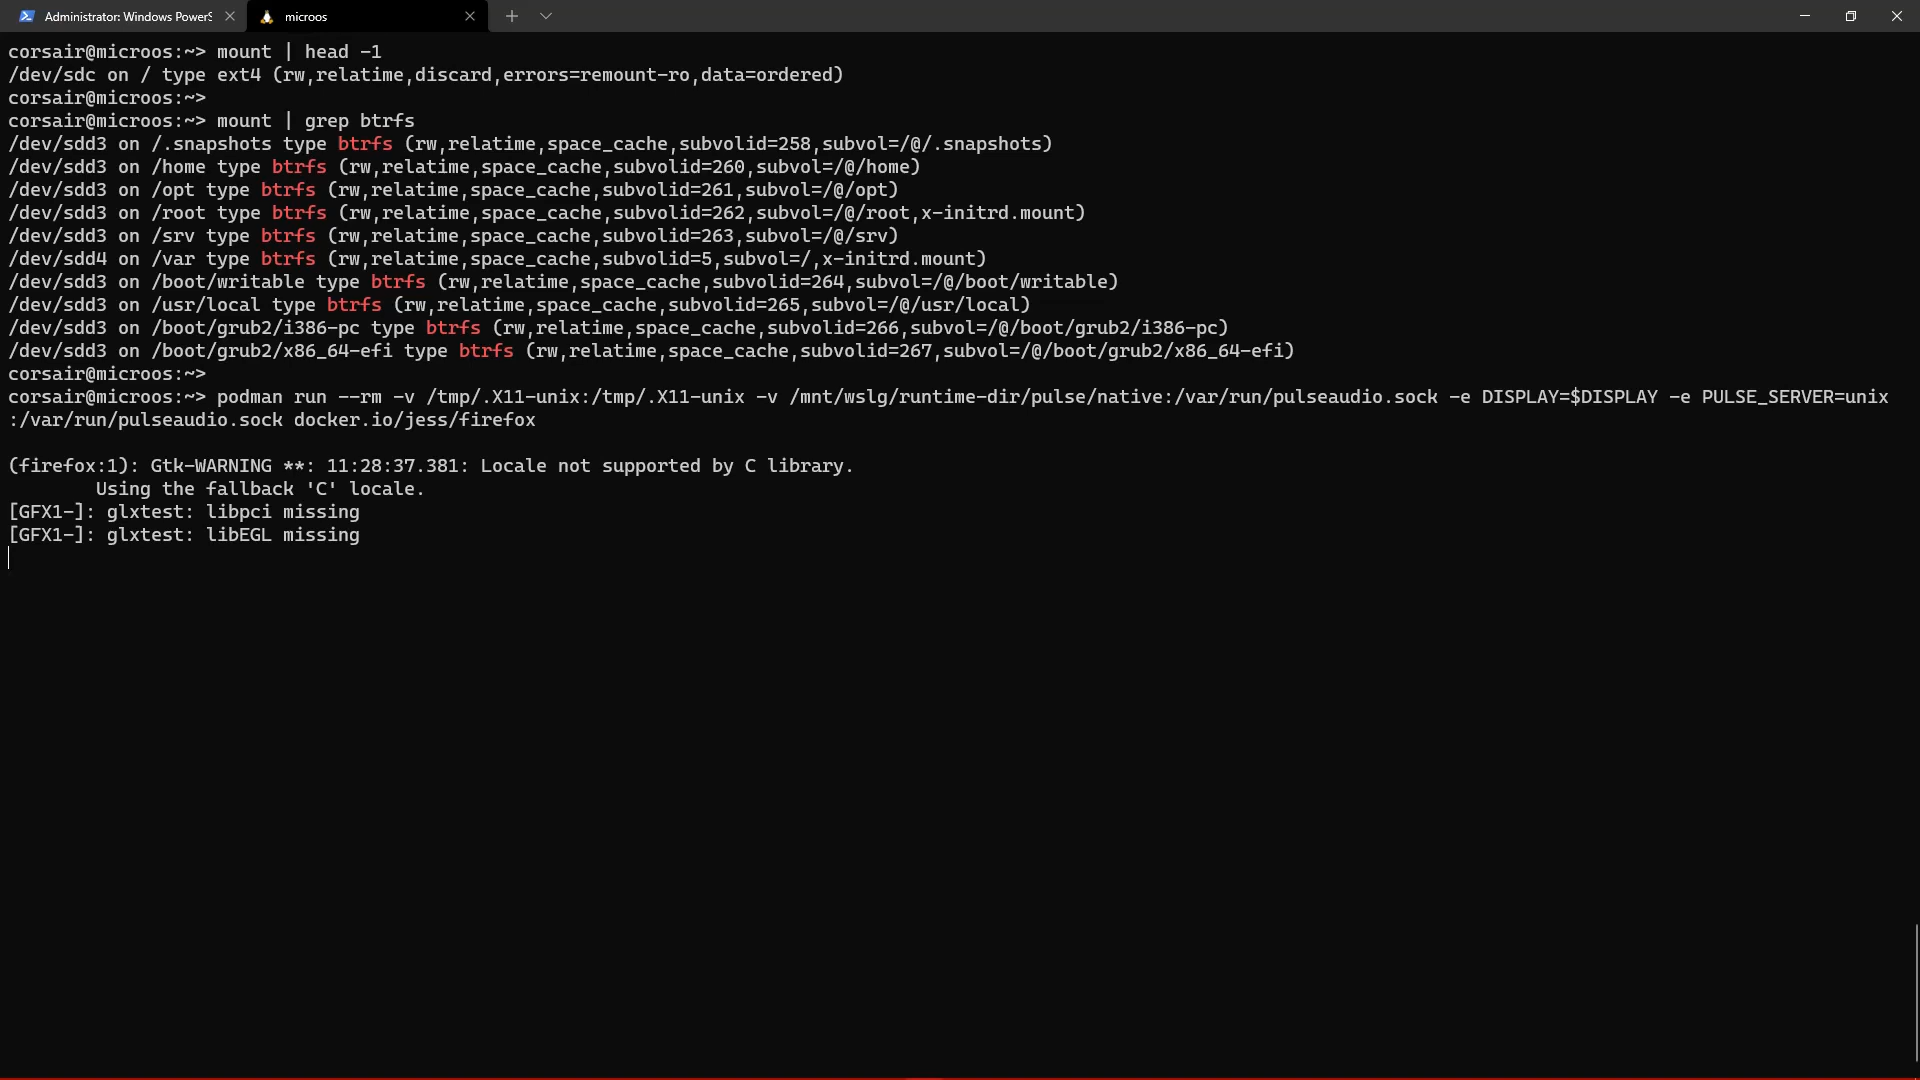 Administrator: Windows PowerS
microos
corsair@microos:~> mount | head -1
/dev/sdc on / type ext4 (rw,relatime,discard,errors=remount-ro,data=ordered)
corsair@microos:~>
corsair@microos:~> mount | grep btrfs
/dev/sdd3 on /.snapshots type btrfs (rw,relatime,space_cache,subvolid=258,subvol=/@/.snapshots)
/dev/sdd3 on /home type btrfs (rw,relatime,space_cache,subvolid=260,subvol=/@/home)
/dev/sdd3 on /opt type btrfs (rw,relatime,space_cache,subvolid=261,subvol=/@/opt)
/dev/sdd3 on /root type btrfs (rw,relatime,space_cache,subvolid=262,subvol=/@/root,x-initrd.mount)
/dev/sdd3 on /srv type btrfs (rw,relatime,space_cache,subvolid=263,subvol=/@/srv)
/dev/sdd4 on /var type btrfs (rw,relatime,space_cache,subvolid=5,subvol=/,x-initrd.mount)
/dev/sdd3 on /boot/writable type btrfs (rw,relatime,space_cache,subvolid=264,subvol=/@/boot/writable)
/dev/sdd3 on /usr/local type btrfs (rw,relatime,space_cache,subvolid=265,subvol=/@/usr/local)
/dev/sdd3 on /boot/grub2/i386-pc type btrfs (rw,relatime,space_cache,subvolid=266,subvol=/@/boot/grub2/i386-pc)
/dev/sdd3 on /boot/grub2/x86_64-efi type btrfs (rw,relatime,space_cache,subvolid=267,subvol=/@/boot/grub2/x86_64-efi)
corsair@microos:~>
corsair@microos:~> podman run --rm -v /tmp/.X11-unix:/tmp/.X11-unix -v /mnt/wslg/runtime-dir/pulse/native:/var/run/pulseaudio.sock -e DISPLAY=$DISPLAY -e PULSE_SERVER=unix
:/var/run/pulseaudio.sock docker.io/jess/firefox
(firefox:1): Gtk-WARNING **: 11:28:37.381: Locale not supported by C library.
Using the fallback 'C' locale.
[GFX1-]: glxtest: libpci missing
[GFX1-]: glxtest: libEGL missing